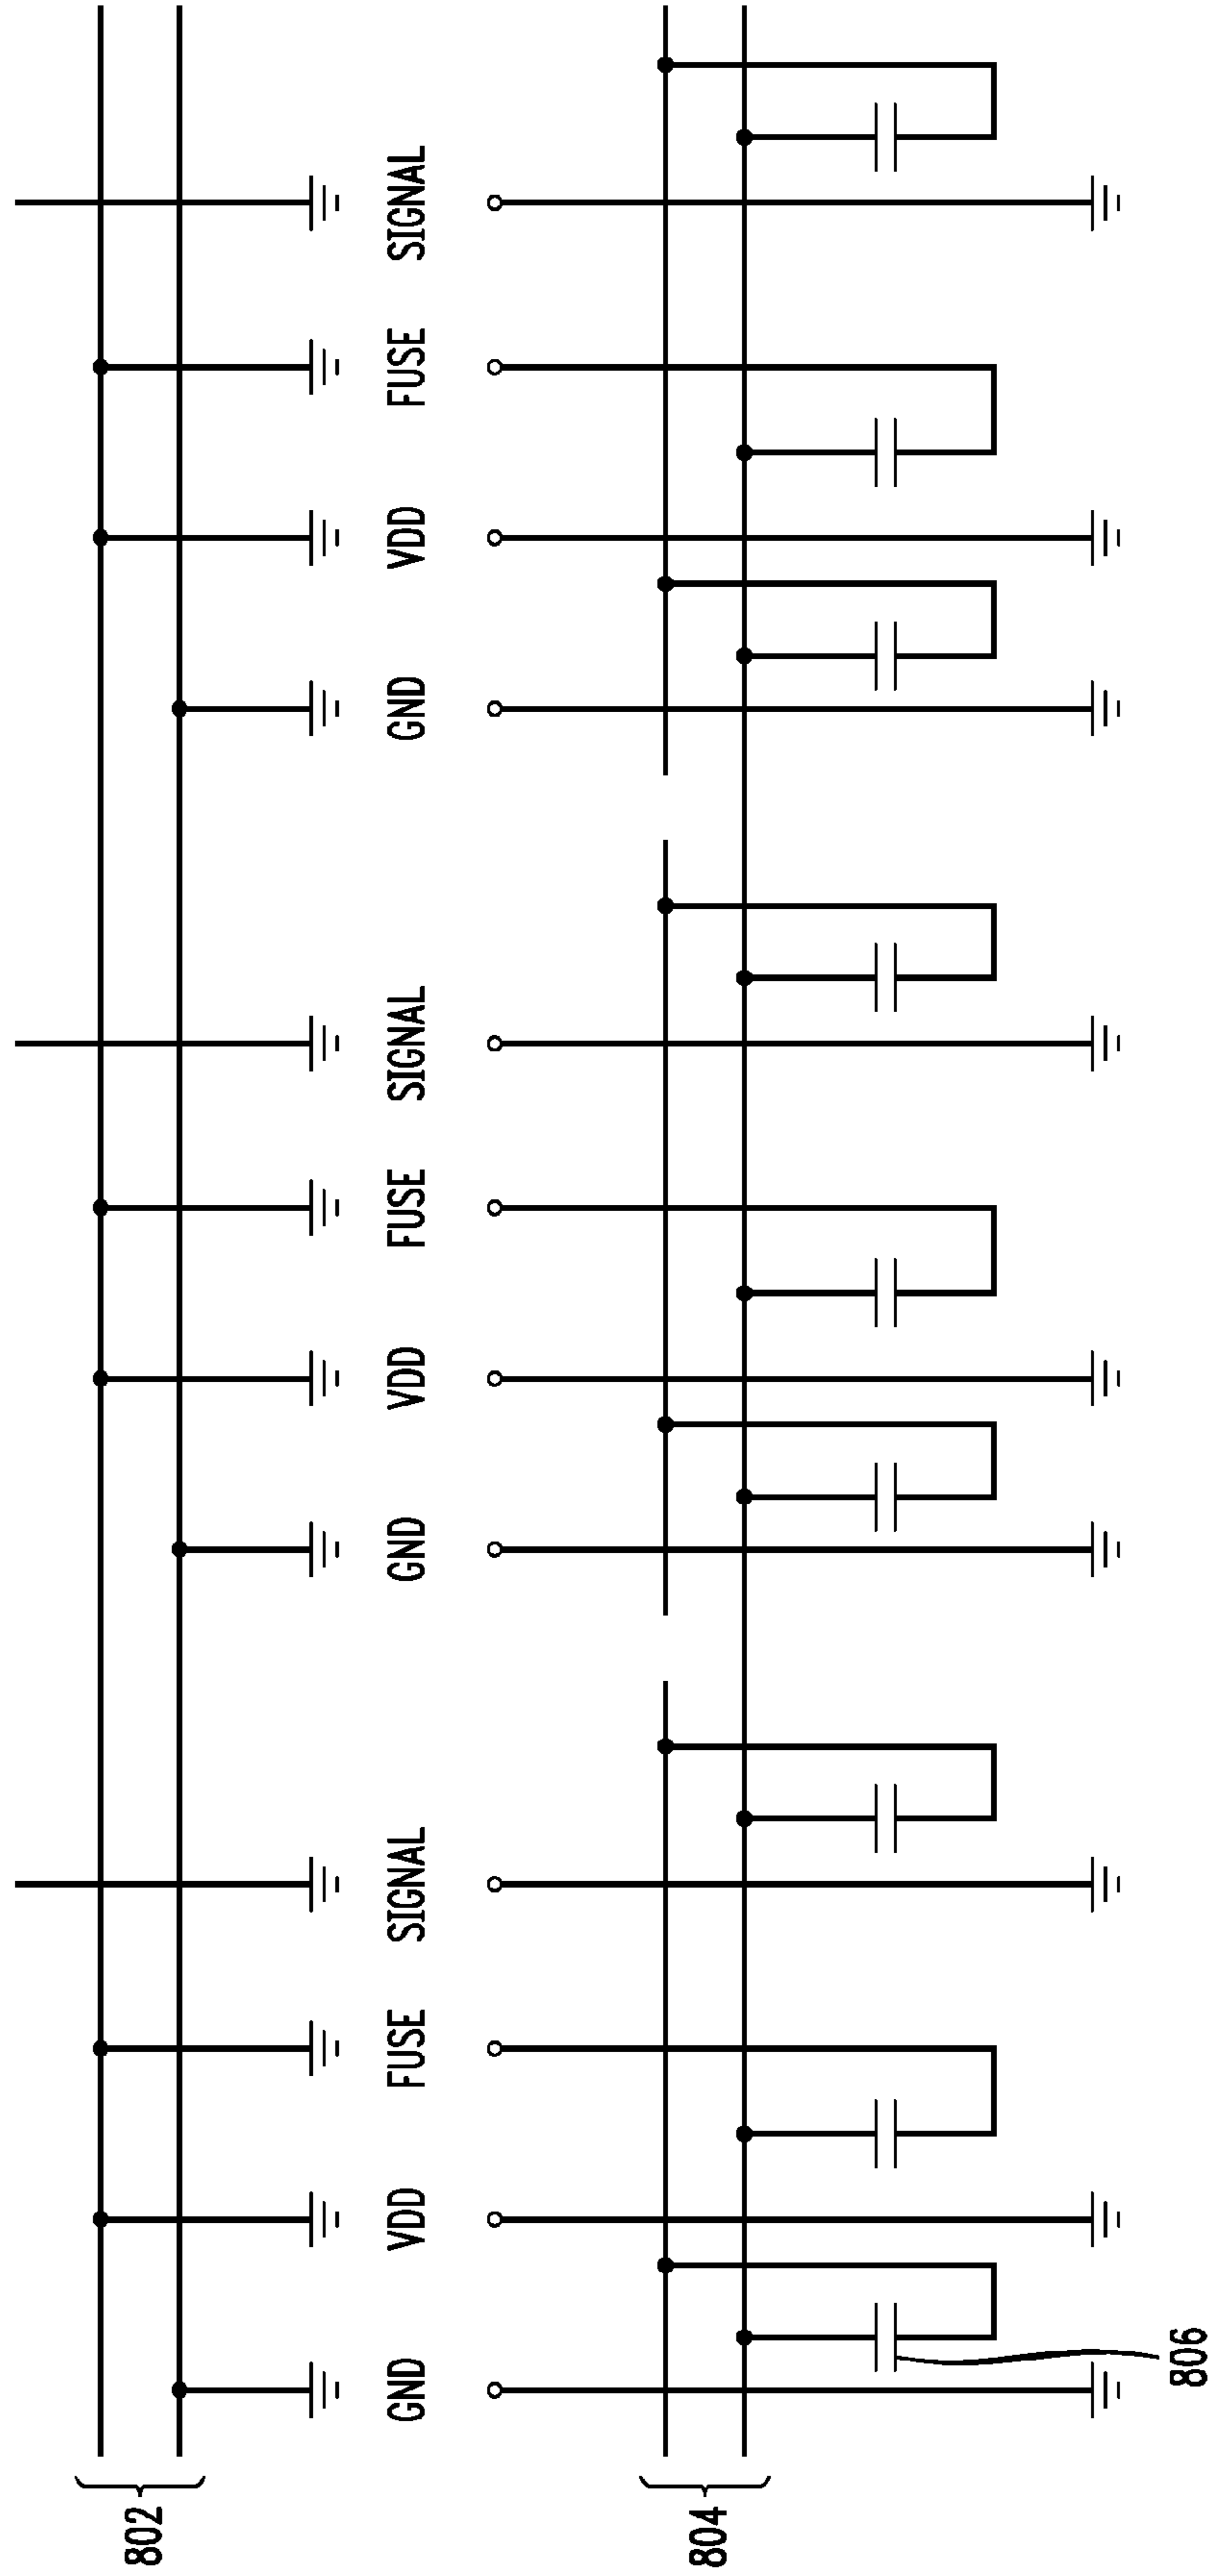 802
GND
VDD
FUSE
SIGNAL
GND
VDD
FUSE
SIGNAL
GND
VDD
FUSE
SIGNAL
804
806